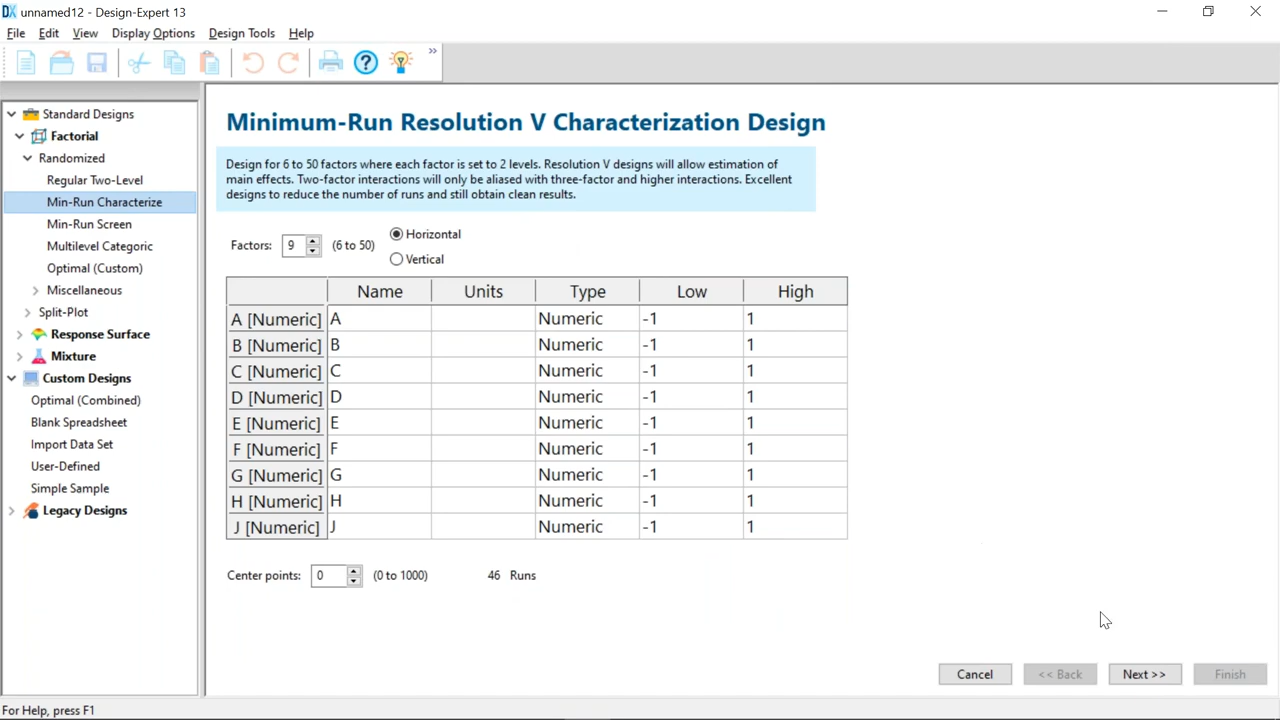 DX unnamed12 - Design-Expert 13
File Edit View Display Options Design Tools Help
»
Standard Designs
Factorial
Randomized
Regular Two-Level
Min-Run Characterize
Min-Run Screen
Multilevel Categoric
Optimal (Custom)
Miscellaneous
Split-Plot
Response Surface
Mixture
Custom Designs
Optimal (Combined)
Blank Spreadsheet
Import Data Set
User-Defined
Simple Sample
Legacy Designs
Minimum-Run Resolution V Characterization Design
Design for 6 to 50 factors where each factor is set to 2 levels. Resolution V designs will allow estimation of
main effects. Two-factor interactions will only be aliased with three-factor and higher interactions. Excellent
designs to reduce the number of runs and still obtain clean results.
Factors: 9 (6 to 50)
Horizontal
Vertical
Name Units Type Low High
A [Numeric] A Numeric -1 1
B [Numeric] B Numeric -1 1
C [Numeric] C Numeric -1 1
D [Numeric] D Numeric -1 1
E [Numeric] E Numeric -1 1
F [Numeric] F Numeric -1 1
G [Numeric] G Numeric -1 1
H [Numeric] H Numeric -1 1
J [Numeric] J Numeric -1 1
Center points: 0 (0 to 1000) 46 Runs
Cancel << Back Next >> Finish
For Help, press F1